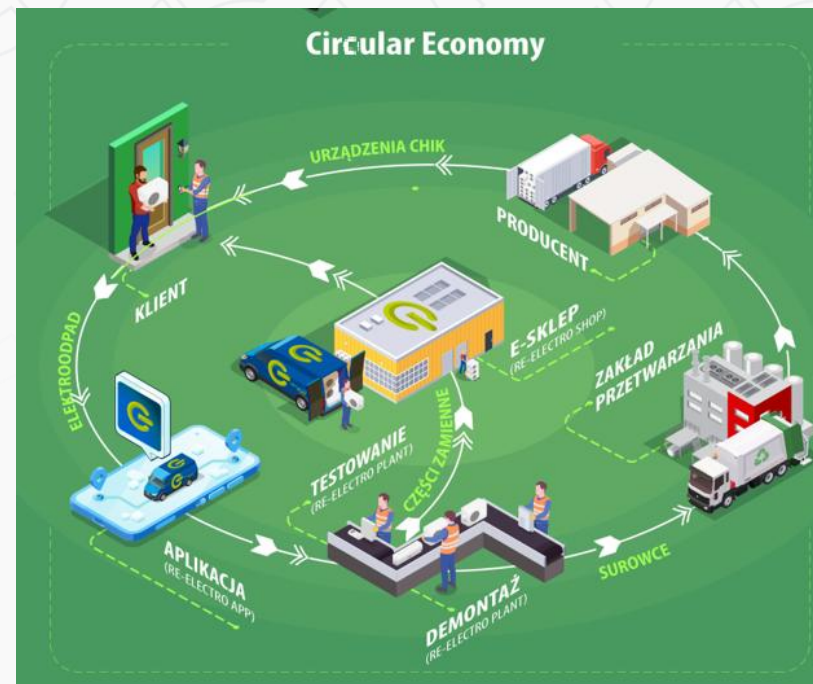 Circular Economy
URZĄDZENIA CHIK
PRODUCENT
KLIENT
E-SKLEP
(RE-ELECTRO SHOP)
ZAKŁAD
PRZETWARZANIA
ELEKTROODPAD
TESTOWANIE
(RE-ELECTRO PLANT)
CZĘŚCI ZAMIENNE
APLIKACJA
(RE-ELECTRO APP)
DEMONTAŻ
(RE-ELECTRO PLANT)
SUROWCE